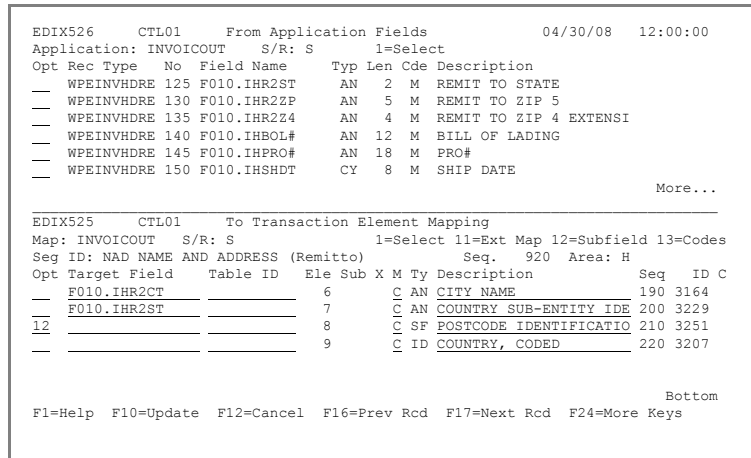 EDIX526 CTL01 From Application Fields 04/30/08 12:00:00
Application: INVOICOUT S/R: S 1=Select
Opt Rec Type No Field Name Typ Len Cde Description
WPEINVHDRE 125 F010.IHR2ST AN 2 M REMIT TO STATE
WPEINVHDRE 130 F010.IHR2ZP AN 5 M REMIT TO ZIP 5
WPEINVHDRE 135 F010.IHR2Z4 AN 4 M REMIT TO ZIP 4 EXTENSI
WPEINVHDRE 140 F010.IHBOL# AN 12 M BILL OF LADING
WPEINVHDRE 145 F010.IHPRO# AN 18 M PRO#
WPEINVHDRE 150 F010.IHSHDT CY 8 M SHIP DATE
More...
EDIX525 CTL01 To Transaction Element Mapping
Map: INVOICOUT S/R: S 1=Select 11=Ext Map 12=Subfield 13=Codes
Seg ID: NAD NAME AND ADDRESS (Remitto) Seq. 920 Area: H
Opt Target Field Table ID Ele Sub X M Ty Description Seq ID C
F010.IHR2CT 6 C AN CITY NAME 190 3164
F010.IHR2ST 7 C AN COUNTRY SUB-ENTITY IDE 200 3229
12 8 C SF POSTCODE IDENTIFICATIO 210 3251
9 C ID COUNTRY, CODED 220 3207
Bottom
F1=Help F10=Update F12=Cancel F16=Prev Rcd F17=Next Rcd F24=More Keys